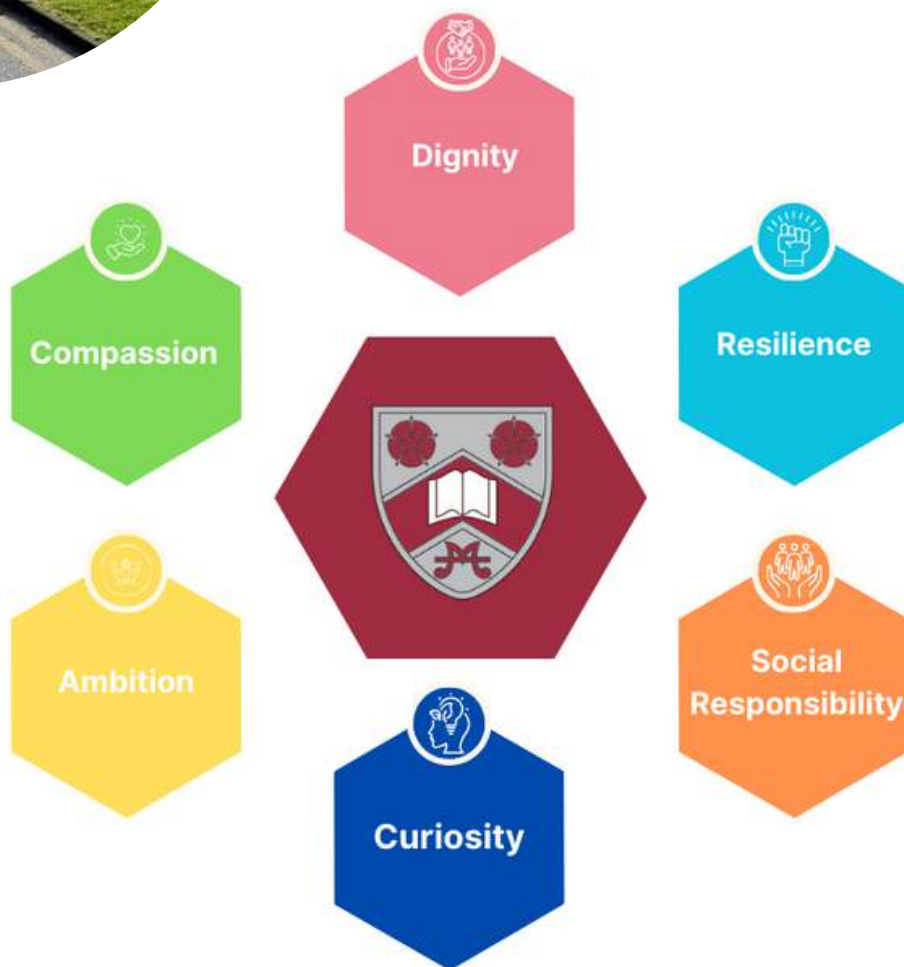 Dignity
Compassion
Resilience
Ambition
Social
Responsibility
Curiosity